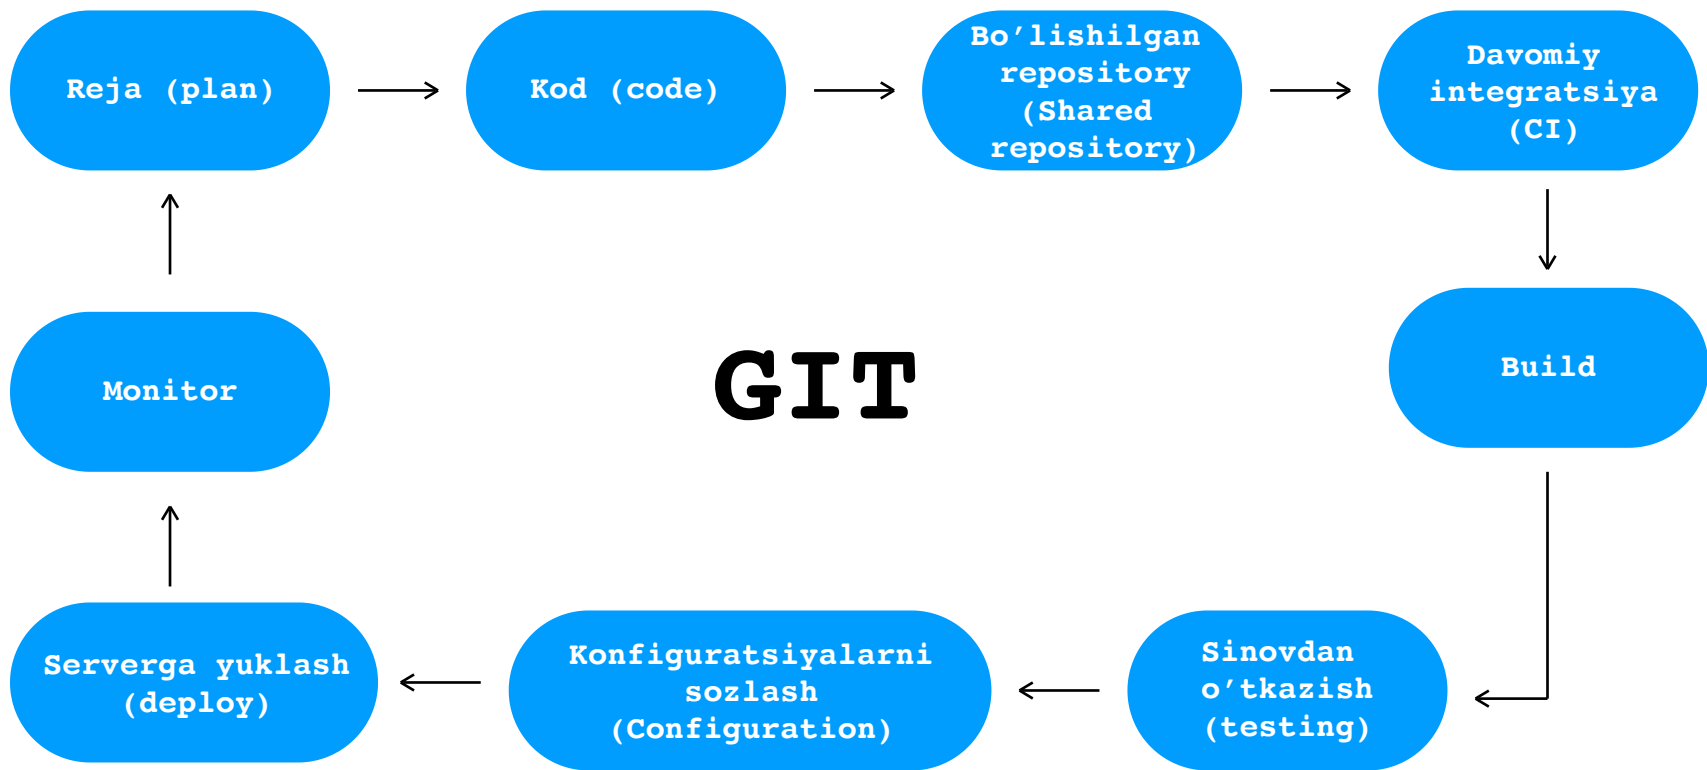 Reja (plan)
Kod (code)
Bo’lishilgan
repository
(Shared
repository)
Davomiy
integratsiya
(CI)
Monitor
GIT
Build
Serverga yuklash
(deploy)
Konfiguratsiyalarni
sozlash
(Configuration)
Sinovdan
o’tkazish
(testing)